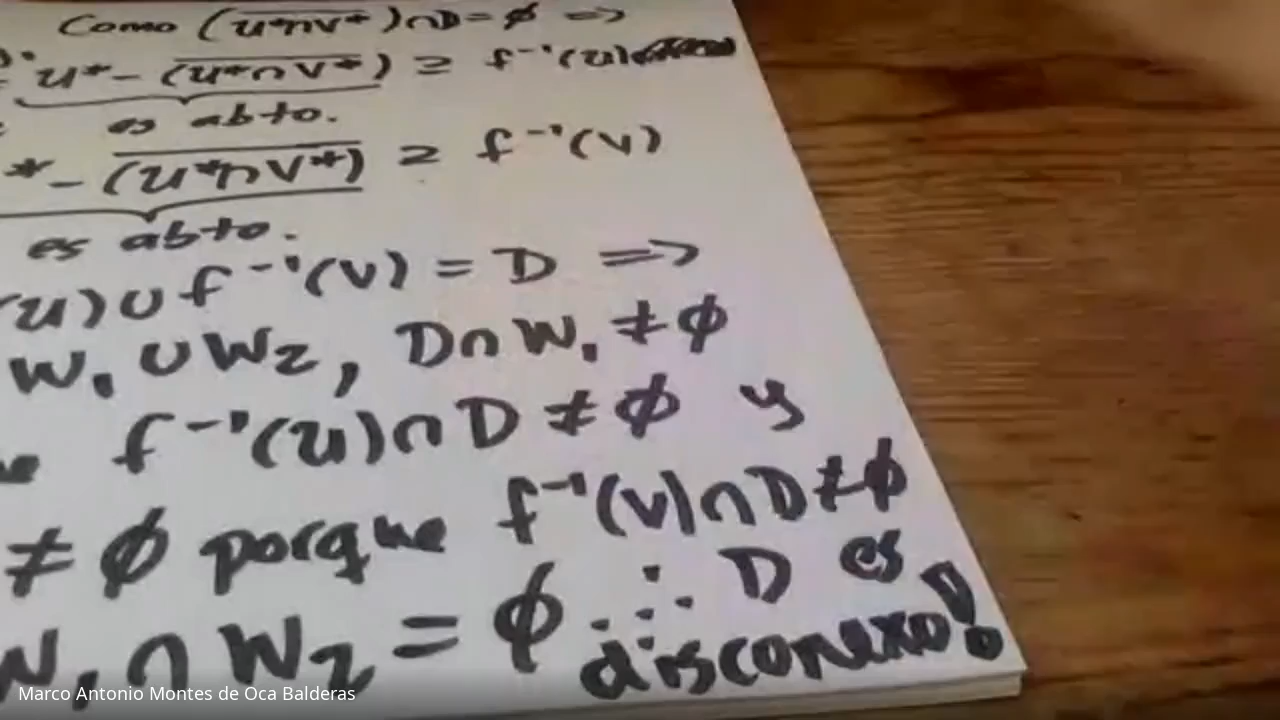 Como (U*∩V*)∩D=ø =>
U* - (U*∩V*) ⊇ f⁻¹(U)
es abto.
* - (U*∩V*) ⊇ f⁻¹(V)
es abto.
(U) ∪ f⁻¹(V) = D =>
W₁ ∪ W₂, D∩W₁ ≠ ø
f⁻¹(U)∩D ≠ ø y
≠ ø porque f⁻¹(V)∩D≠ø
W₁ ∩ W₂ = ø ∴ D es
disconexo!
Marco Antonio Montes de Oca Balderas